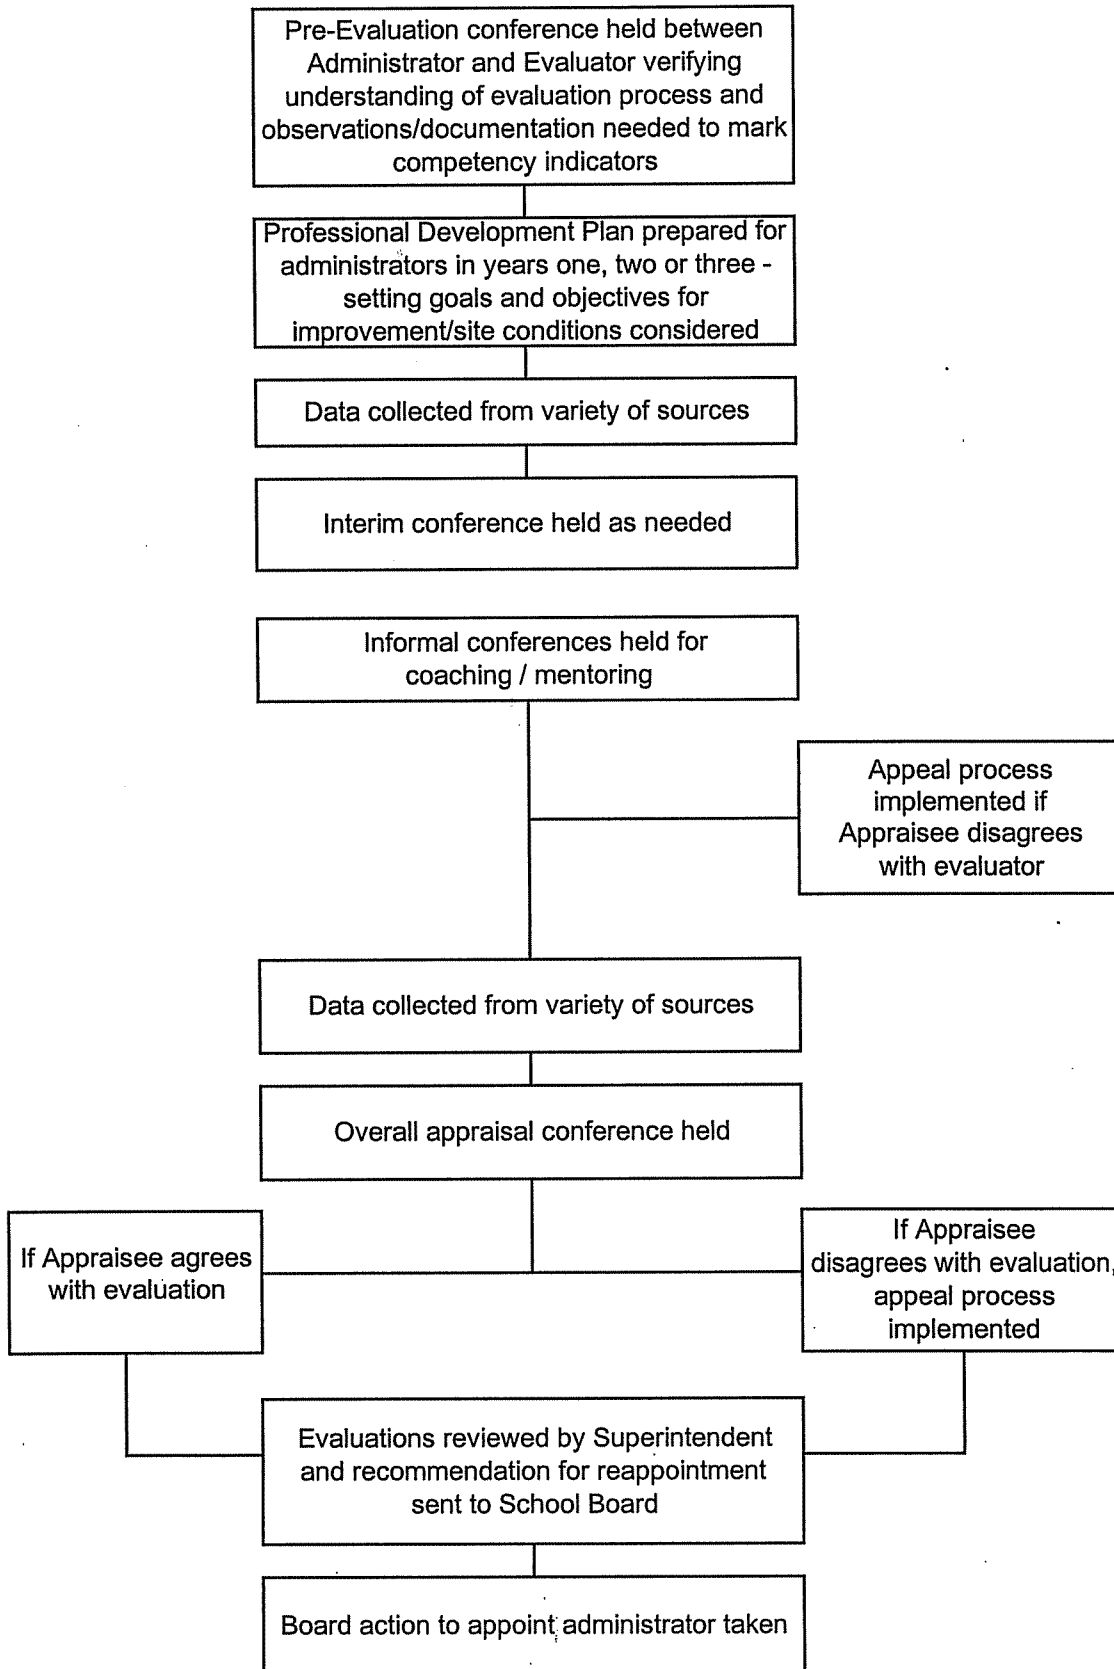 Pre-Evaluation conference held between
Administrator and Evaluator verifying
understanding of evaluation process and
observations/documentation needed to mark
competency indicators
Professional Development Plan prepared for
administrators in years one, two or three -
setting goals and objectives for
improvement/site conditions considered
Data collected from variety of sources
Interim conference held as needed
Informal conferences held for
coaching / mentoring
Appeal process
implemented if
Appraisee disagrees
with evaluator
Data collected from variety of sources
Overall appraisal conference held
If Appraisee agrees
with evaluation
If Appraisee
disagrees with evaluation,
appeal process
implemented
Evaluations reviewed by Superintendent
and recommendation for reappointment
sent to School Board
Board action to appoint administrator taken